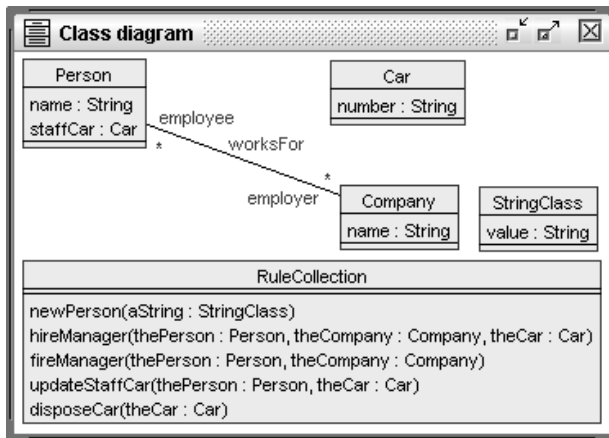 Class diagram
Person
name : String
staffCar : Car
Car
number : String
employee
*
worksFor
*
employer
Company
name : String
StringClass
value : String
RuleCollection
newPerson(aString : StringClass)
hireManager(thePerson : Person, theCompany : Company, theCar : Car)
fireManager(thePerson : Person, theCompany : Company)
updateStaffCar(thePerson : Person, theCar : Car)
disposeCar(theCar : Car)